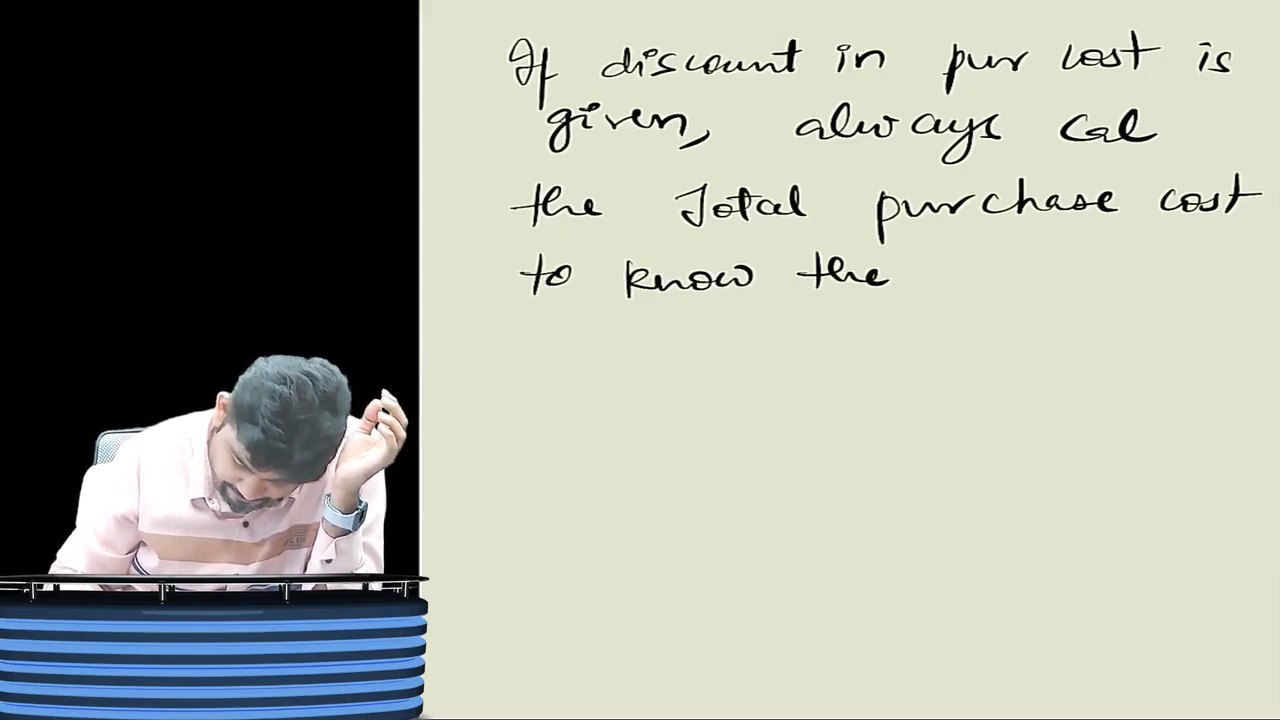 If discount in pur cost is
given, always cal
the Total purchase cost
to know the